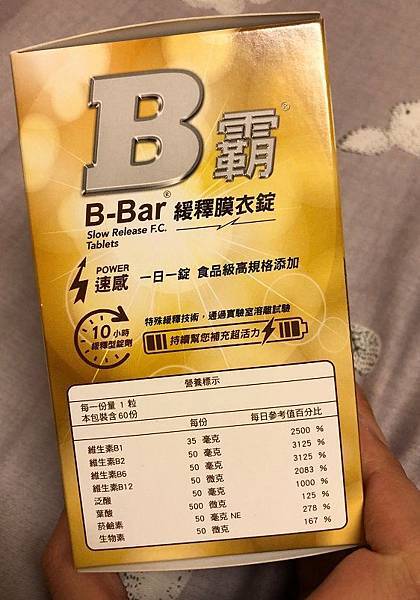 B霸®
B-Bar® 緩釋膜衣錠
Slow Release F.C.
Tablets
POWER
速感
一日一錠 食品級高規格添加
10小時
緩釋型錠劑
特殊緩釋技術，通過實驗室溶離試驗
持續幫您補充超活力
營養標示
每一份量 1 粒
本包裝含 60份
每份 每日參考值百分比
維生素B1 35 毫克 2500 %
維生素B2 50 毫克 3125 %
維生素B6 50 毫克 3125 %
維生素B12 50 微克 2083 %
泛酸 50 毫克 1000 %
葉酸 500 微克 125 %
菸鹼素 50 毫克 NE 278 %
生物素 50 微克 167 %